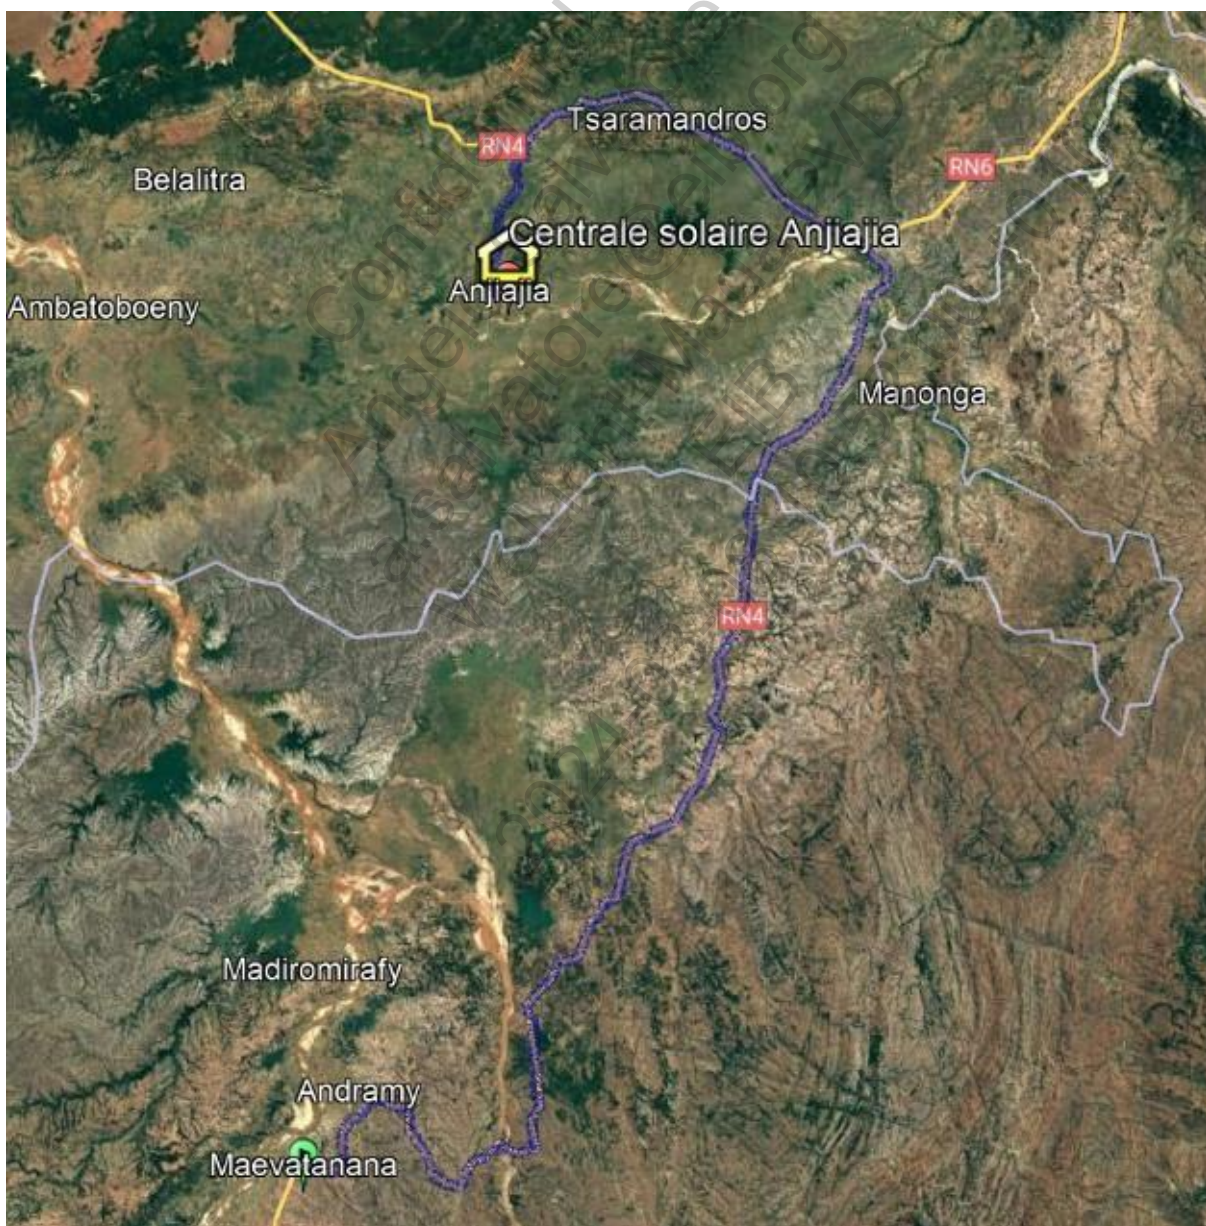 Tsaramandros
RN4
RN6
Belalitra
Centrale solaire Anjiajia
Anjiajia
Ambatoboeny
Manonga
RN4
Madiromirafy
Andramy
Maevatanana